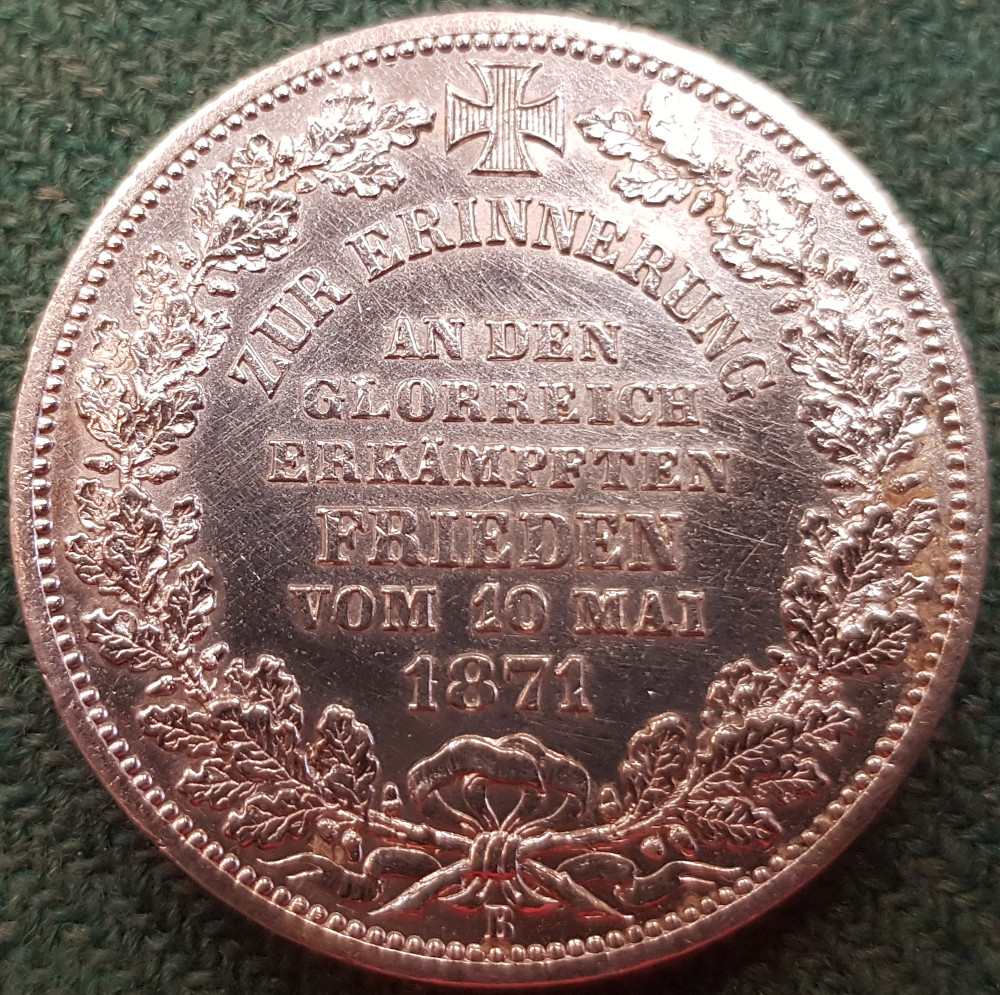 ZUR ERINNERUNG
AN DEN
GLORREICH
ERKÄMPFTEN
FRIEDEN
VOM 10 MAI
1871
B